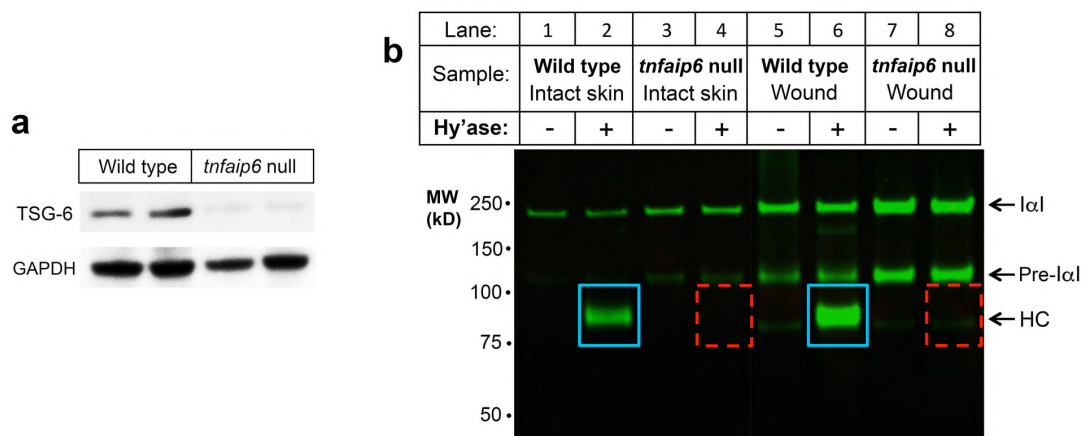 a
Wild type tnfaip6 null
TSG-6
GAPDH
b
Lane: 1 2 3 4 5 6 7 8
Sample: Wild type tnfaip6 null Wild type tnfaip6 null
Intact skin Intact skin Wound Wound
Hy'ase: - + - + - + - +
MW
(kD)
250
150
100
75
50
IαI
Pre-IαI
HC